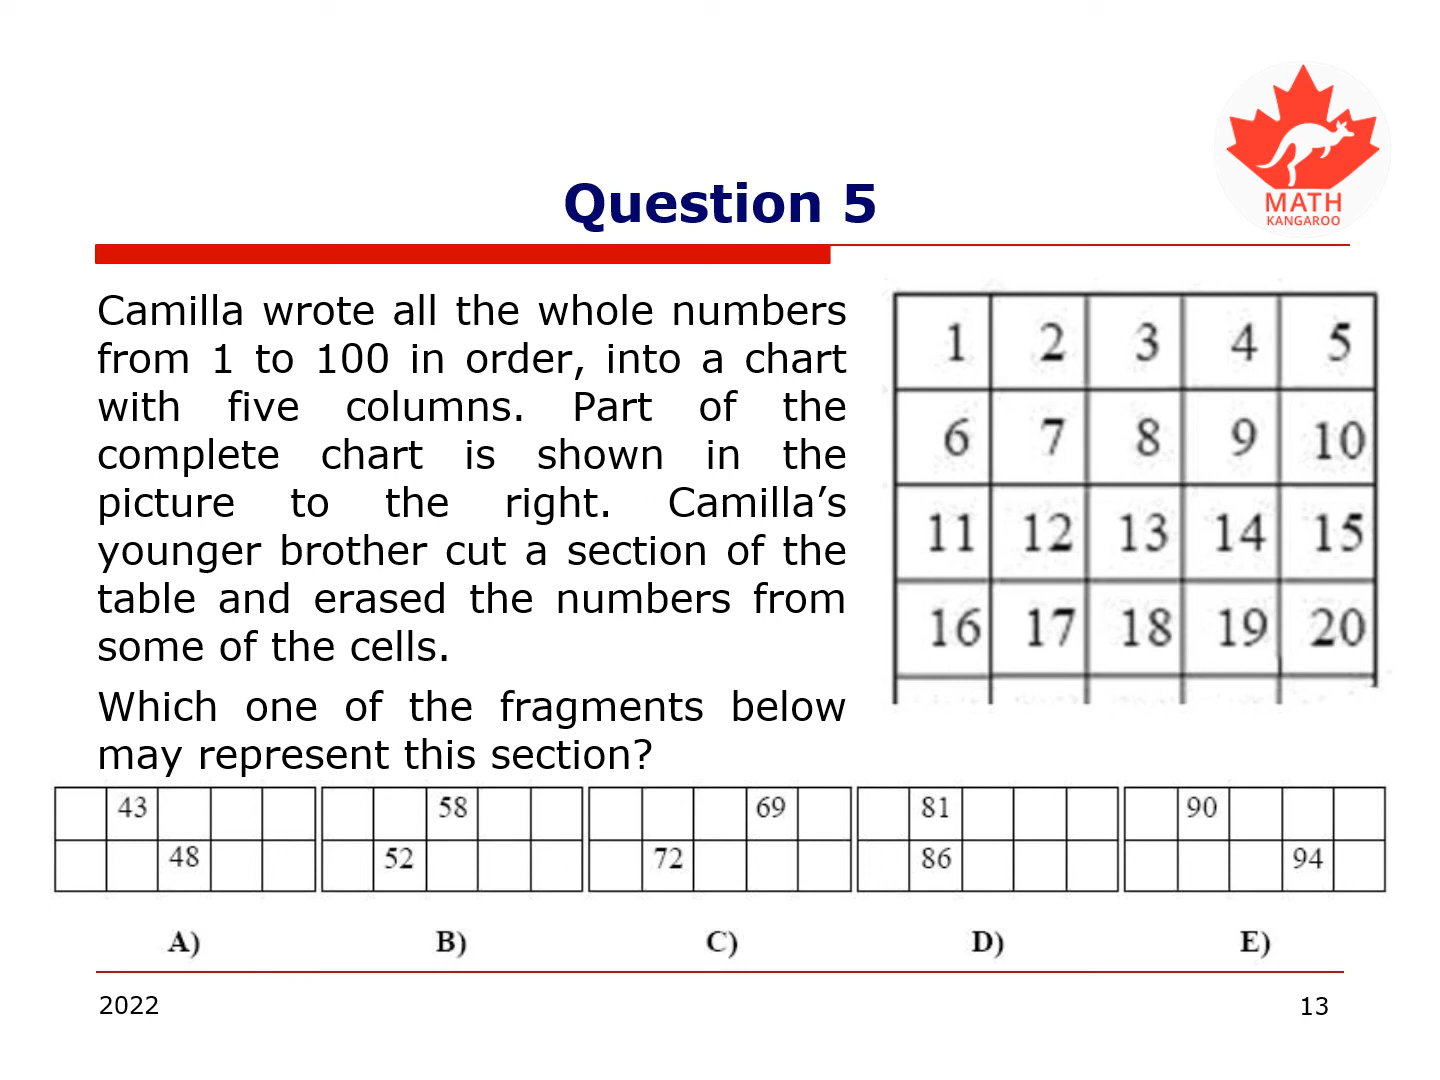 MATH
KANGAROO
Question 5
Camilla wrote all the whole numbers
from 1 to 100 in order, into a chart
with five columns. Part of the
complete chart is shown in the
picture to the right. Camilla’s
younger brother cut a section of the
table and erased the numbers from
some of the cells.
Which one of the fragments below
may represent this section?
1 2 3 4 5
6 7 8 9 10
11 12 13 14 15
16 17 18 19 20
43 58 69 81 90
48 52 72 86 94
A) B) C) D) E)
2022 13